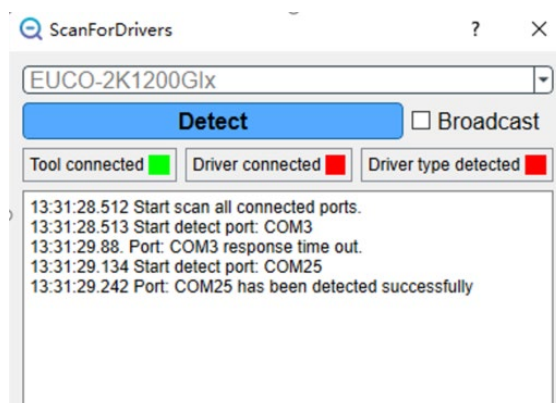 ScanForDrivers
EUCO-2K1200GIx
Detect
Broadcast
Tool connected
Driver connected
Driver type detected
13:31:28.512 Start scan all connected ports.
13:31:28.513 Start detect port: COM3
13:31:29.88. Port: COM3 response time out.
13:31:29.134 Start detect port: COM25
13:31:29.242 Port: COM25 has been detected successfully